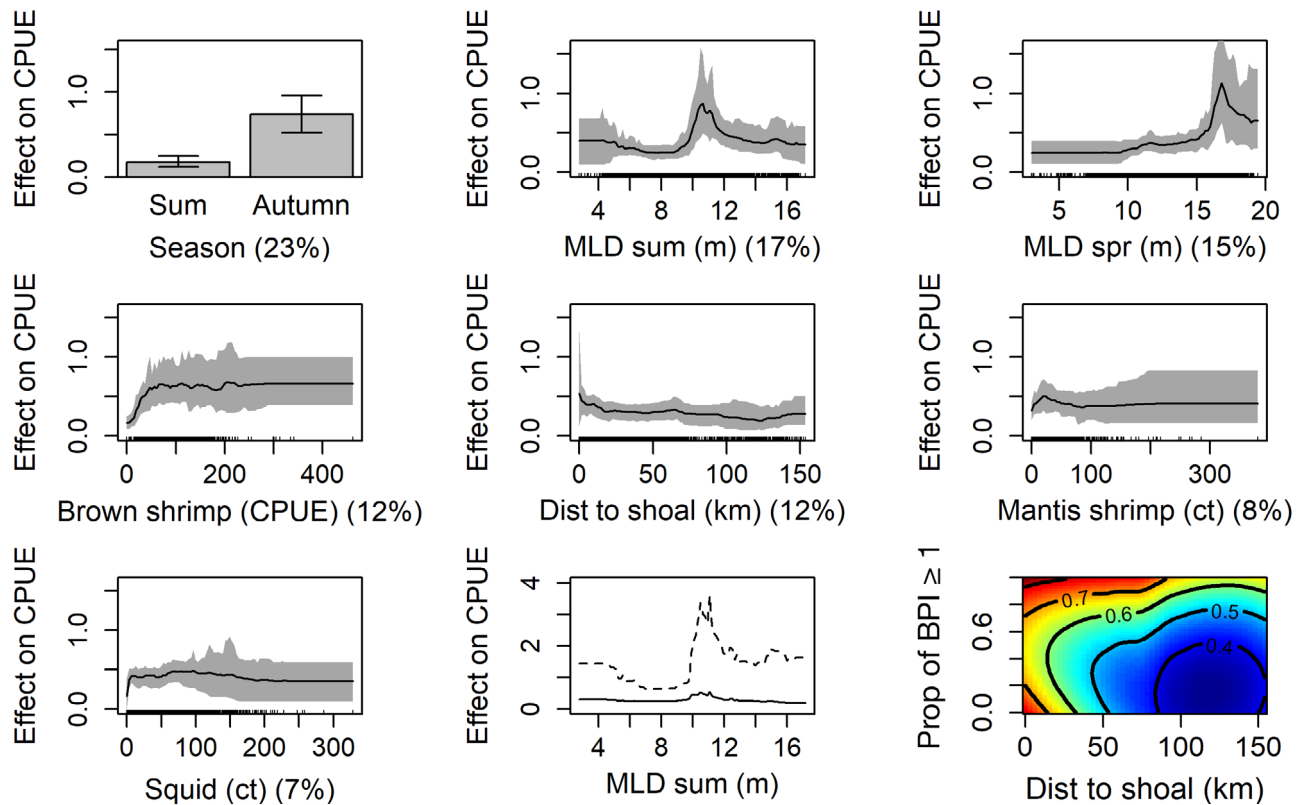 Effect on CPUE
0.0 1.0
Sum Autumn
Season (23%)
Effect on CPUE
0.0 1.0
4 8 12 16
MLD sum (m) (17%)
Effect on CPUE
0.0 1.0
5 10 15 20
MLD spr (m) (15%)
Effect on CPUE
0.0 1.0
0 200 400
Brown shrimp (CPUE) (12%)
Effect on CPUE
0.0 1.0
0 50 100 150
Dist to shoal (km) (12%)
Effect on CPUE
0.0 1.0
0 100 300
Mantis shrimp (ct) (8%)
Effect on CPUE
0.0 1.0
0 100 200 300
Squid (ct) (7%)
Effect on CPUE
0 2 4
4 8 12 16
MLD sum (m)
Prop of BPI ≥ 1
0.0 0.6
0.7
0.6
0.5
0.4
0 50 100 150
Dist to shoal (km)